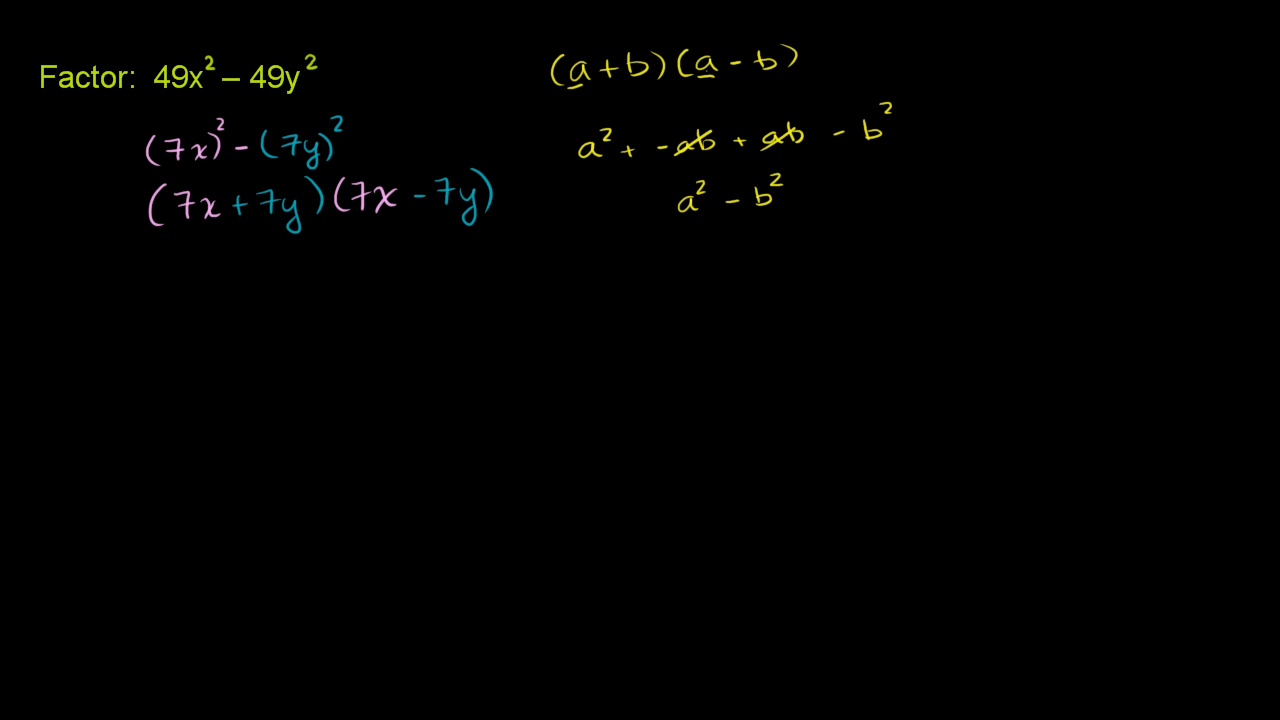 Factor: 49x² – 49y²
(7x)² - (7y)²
(7x + 7y)(7x - 7y)
(a + b)(a - b)
a² + - ab + ab - b²
a² - b²